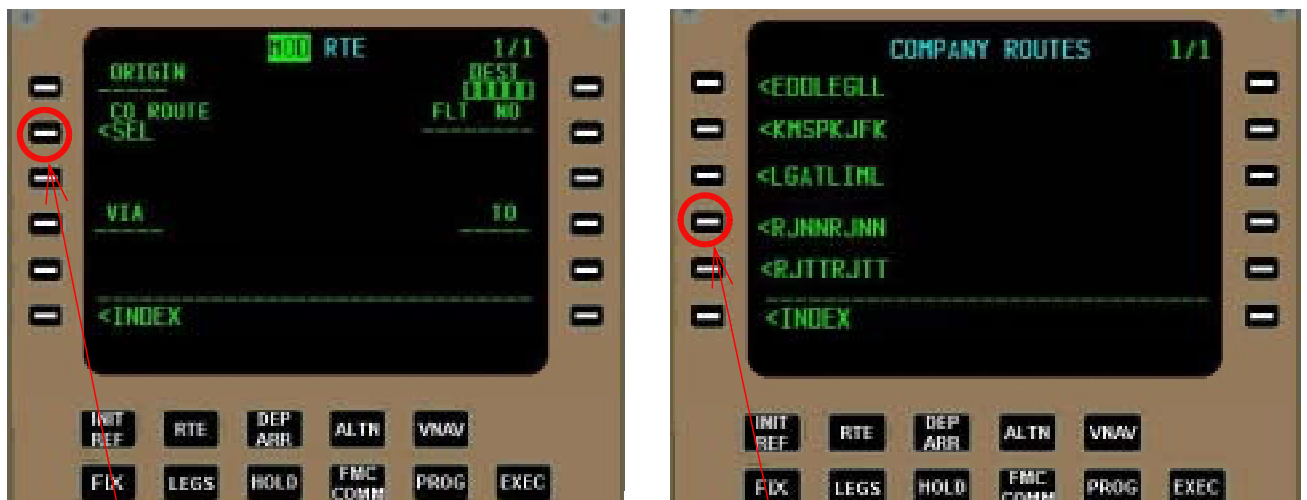 MOD RTE 1/1
ORIGIN DEST
CO ROUTE FLT NO
<SEL
VIA TO
<INDEX
INIT REF RTE DEP ARR ALTN VNAV
FIX LEGS HOLD FMC COMM PROG EXEC
COMPANY ROUTES 1/1
<EDDLEGLL
<KMSPKJFK
<LGATLIML
<RJNNRJNN
<RJTTRJTT
<INDEX
INIT REF RTE DEP ARR ALTN VNAV
FIX LEGS HOLD FMC COMM PROG EXEC